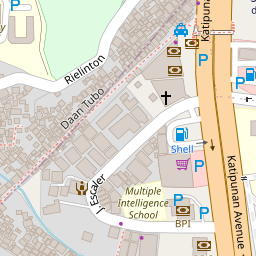 Katipunan
d
Rielinton
Daan Tubo
P
P
P
Shell
Katipunan Avenue
J. Escaler
Multiple
Intelligence
School
P
P
BPI